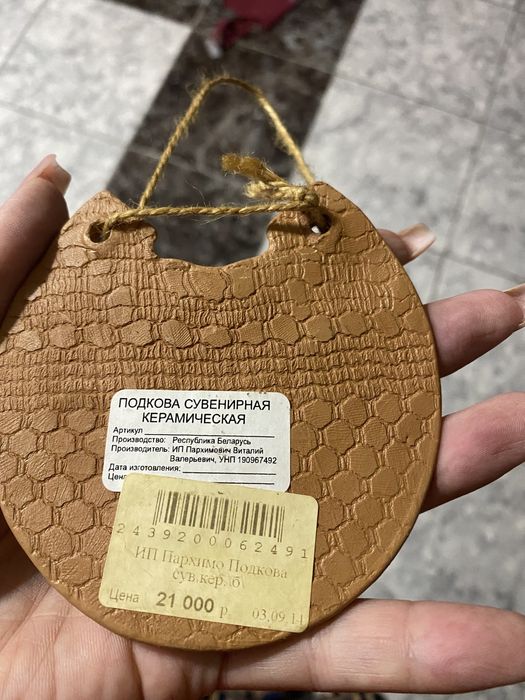 ПОДКОВА СУВЕНИРНАЯ
КЕРАМИЧЕСКАЯ
Артикул
Производство: Республика Беларусь
Производитель: ИП Пархимович Виталий
Валерьевич, УНП 190967492
Дата изготовления:
Цена
2439200062491
ИП Пархимо Подкова
сув.кер. б
Цена 21 000 р. 03.09.11